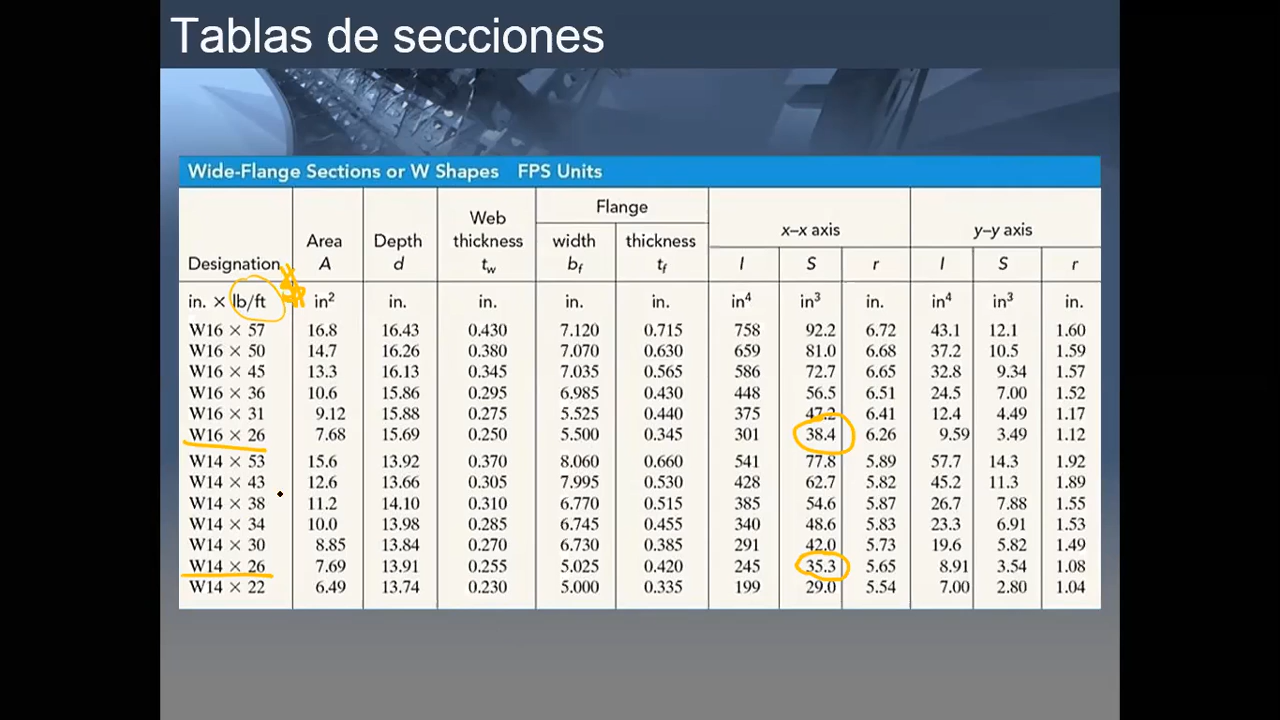 Tablas de secciones
Wide-Flange Sections or W Shapes FPS Units
Flange
Web
x–x axis y–y axis
Area Depth thickness width thickness
Designation A d tw bf tf I S r I S r
in. × lb/ft in² in. in. in. in. in⁴ in³ in. in⁴ in³ in.
W16 × 57 16.8 16.43 0.430 7.120 0.715 758 92.2 6.72 43.1 12.1 1.60
W16 × 50 14.7 16.26 0.380 7.070 0.630 659 81.0 6.68 37.2 10.5 1.59
W16 × 45 13.3 16.13 0.345 7.035 0.565 586 72.7 6.65 32.8 9.34 1.57
W16 × 36 10.6 15.86 0.295 6.985 0.430 448 56.5 6.51 24.5 7.00 1.52
W16 × 31 9.12 15.88 0.275 5.525 0.440 375 47.2 6.41 12.4 4.49 1.17
W16 × 26 7.68 15.69 0.250 5.500 0.345 301 38.4 6.26 9.59 3.49 1.12
W14 × 53 15.6 13.92 0.370 8.060 0.660 541 77.8 5.89 57.7 14.3 1.92
W14 × 43 12.6 13.66 0.305 7.995 0.530 428 62.7 5.82 45.2 11.3 1.89
W14 × 38 11.2 14.10 0.310 6.770 0.515 385 54.6 5.87 26.7 7.88 1.55
W14 × 34 10.0 13.98 0.285 6.745 0.455 340 48.6 5.83 23.3 6.91 1.53
W14 × 30 8.85 13.84 0.270 6.730 0.385 291 42.0 5.73 19.6 5.82 1.49
W14 × 26 7.69 13.91 0.255 5.025 0.420 245 35.3 5.65 8.91 3.54 1.08
W14 × 22 6.49 13.74 0.230 5.000 0.335 199 29.0 5.54 7.00 2.80 1.04